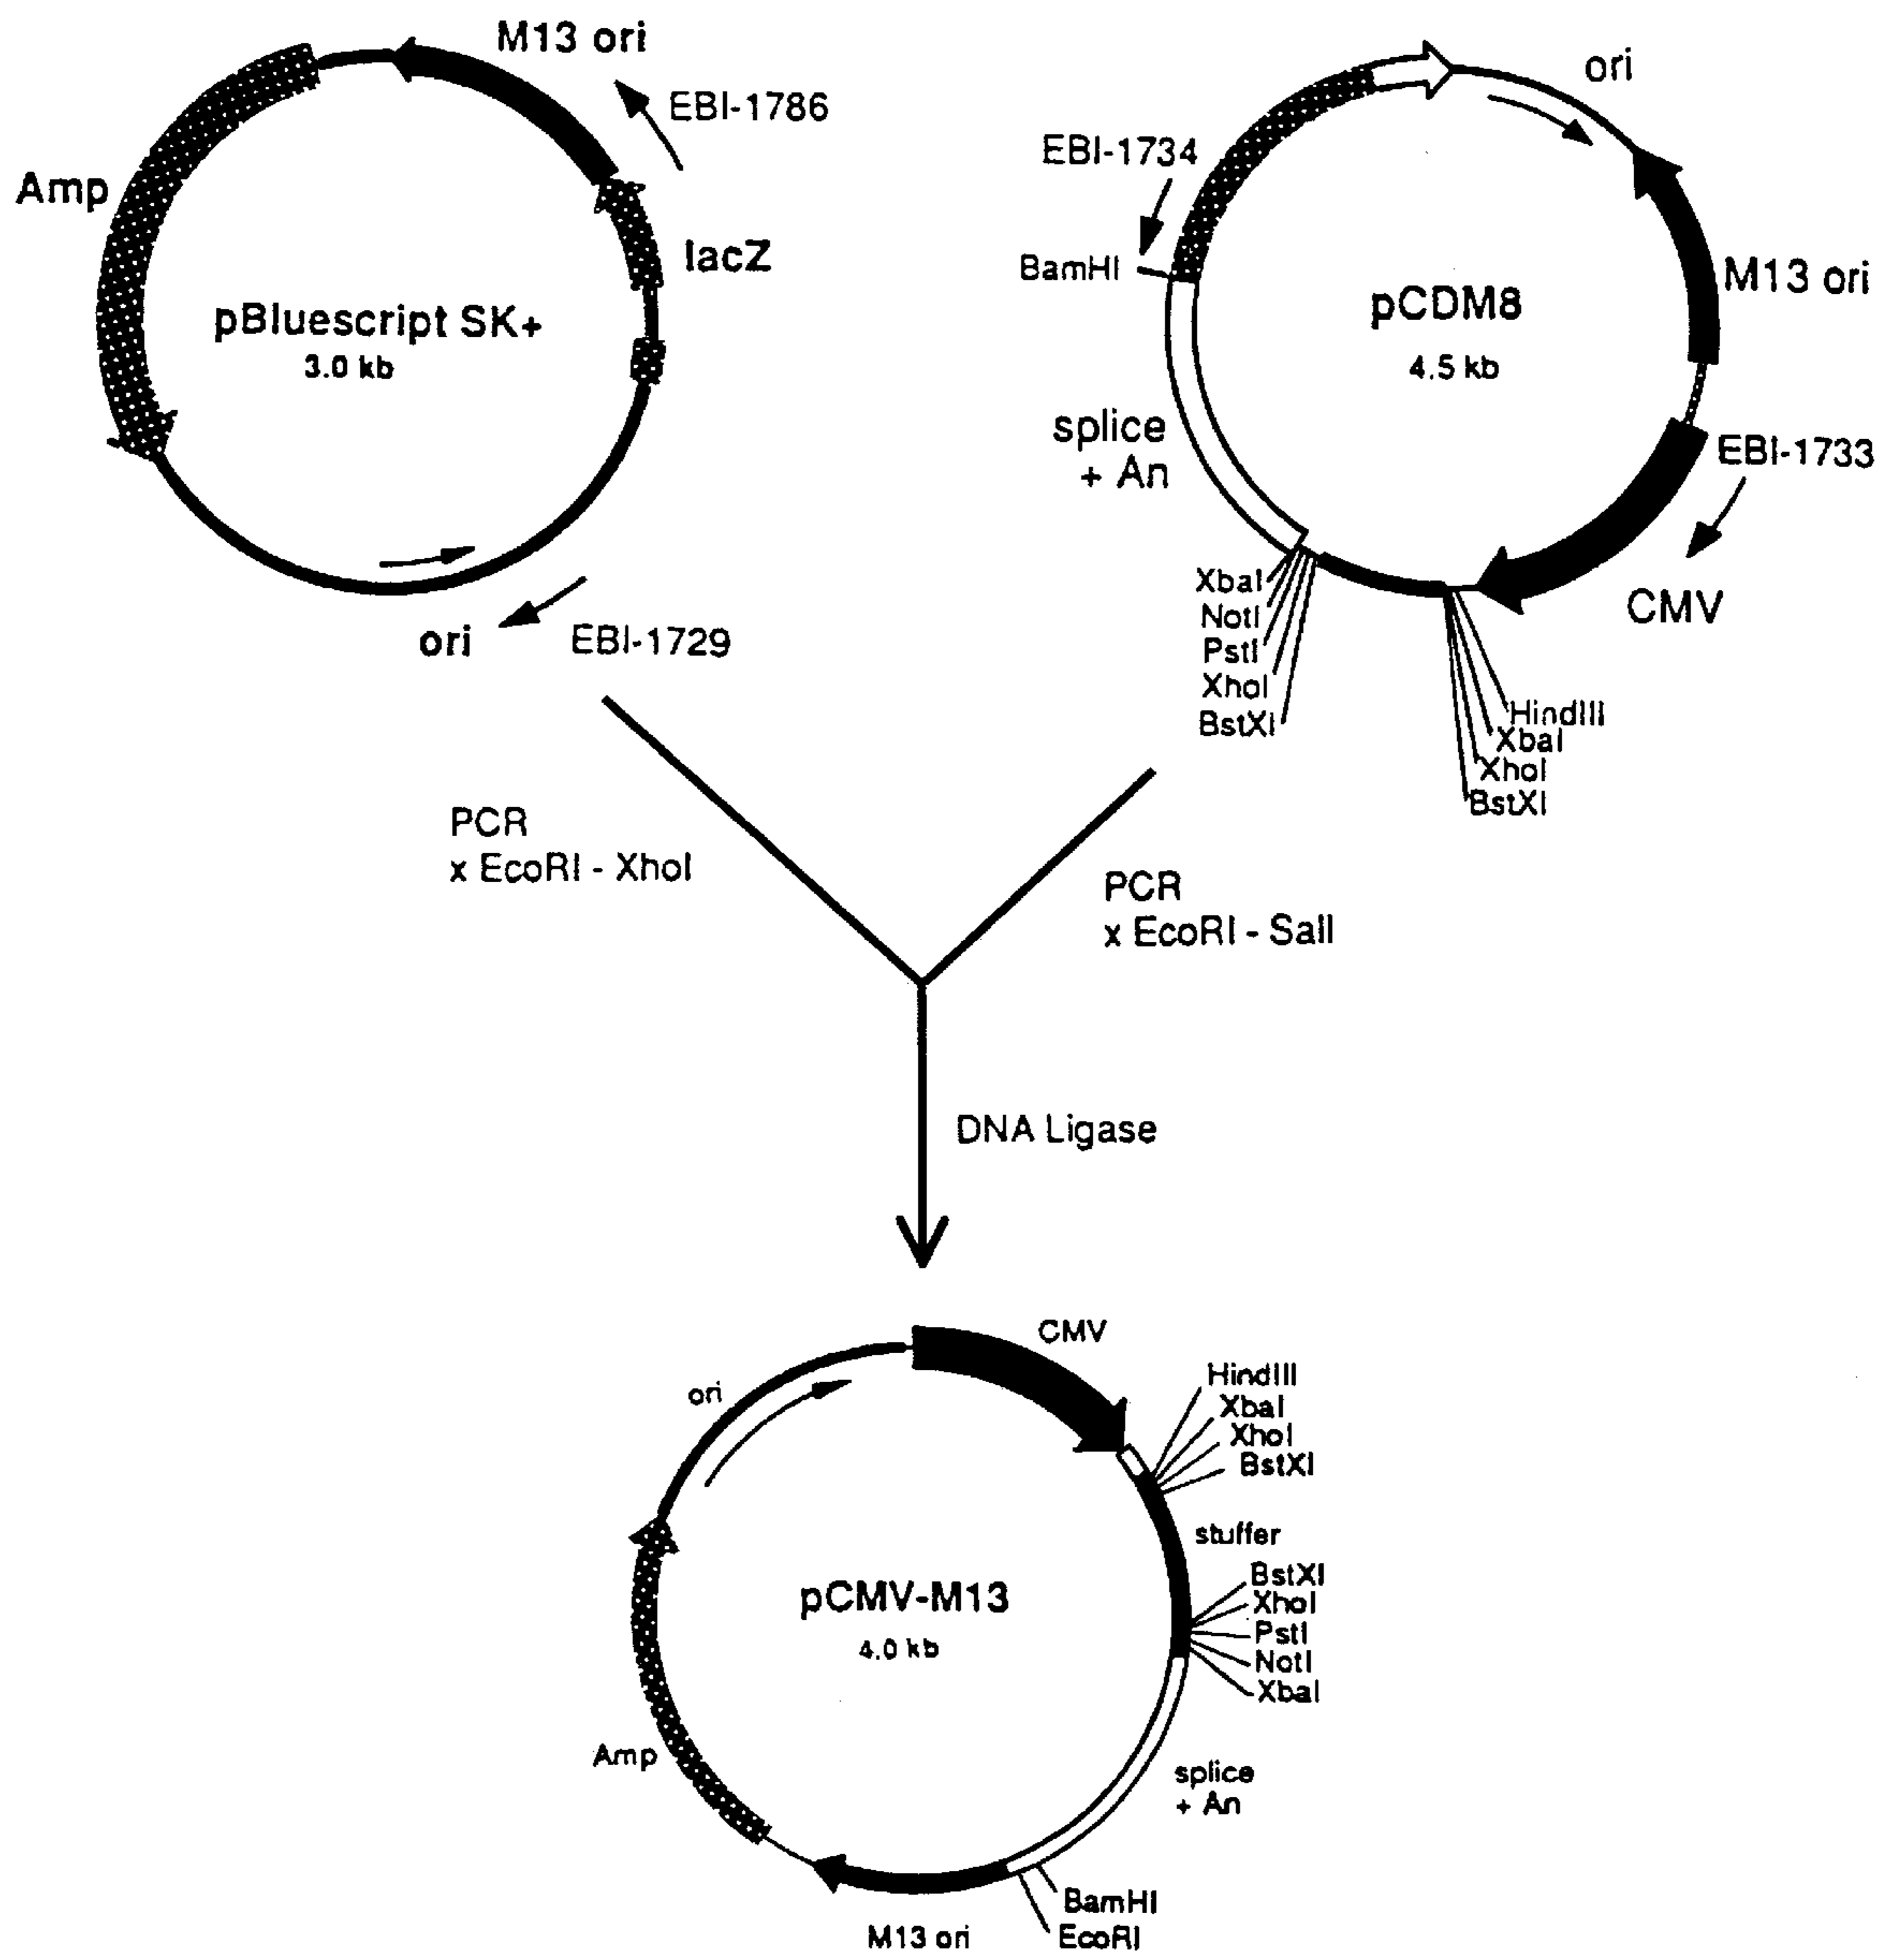 M13 ori
EBI-1786
Amp
lacZ
pBluescript SK+
3.0 kb
ori
EBI-1729
ori
EBI-1734
BamHI
M13 ori
pCDM8
4.5 kb
splice
+ An
EBI-1733
CMV
XbaI
NotI
PstI
XhoI
BstXI
HindIII
XbaI
XhoI
BstXI
PCR
x EcoRI - XhoI
PCR
x EcoRI - SalI
DNA Ligase
CMV
ori
HindIII
XbaI
XhoI
BstXI
stuffer
BstXI
XhoI
PstI
NotI
XbaI
pCMV-M13
4.0 kb
Amp
splice
+ An
BamHI
EcoRI
M13 ori